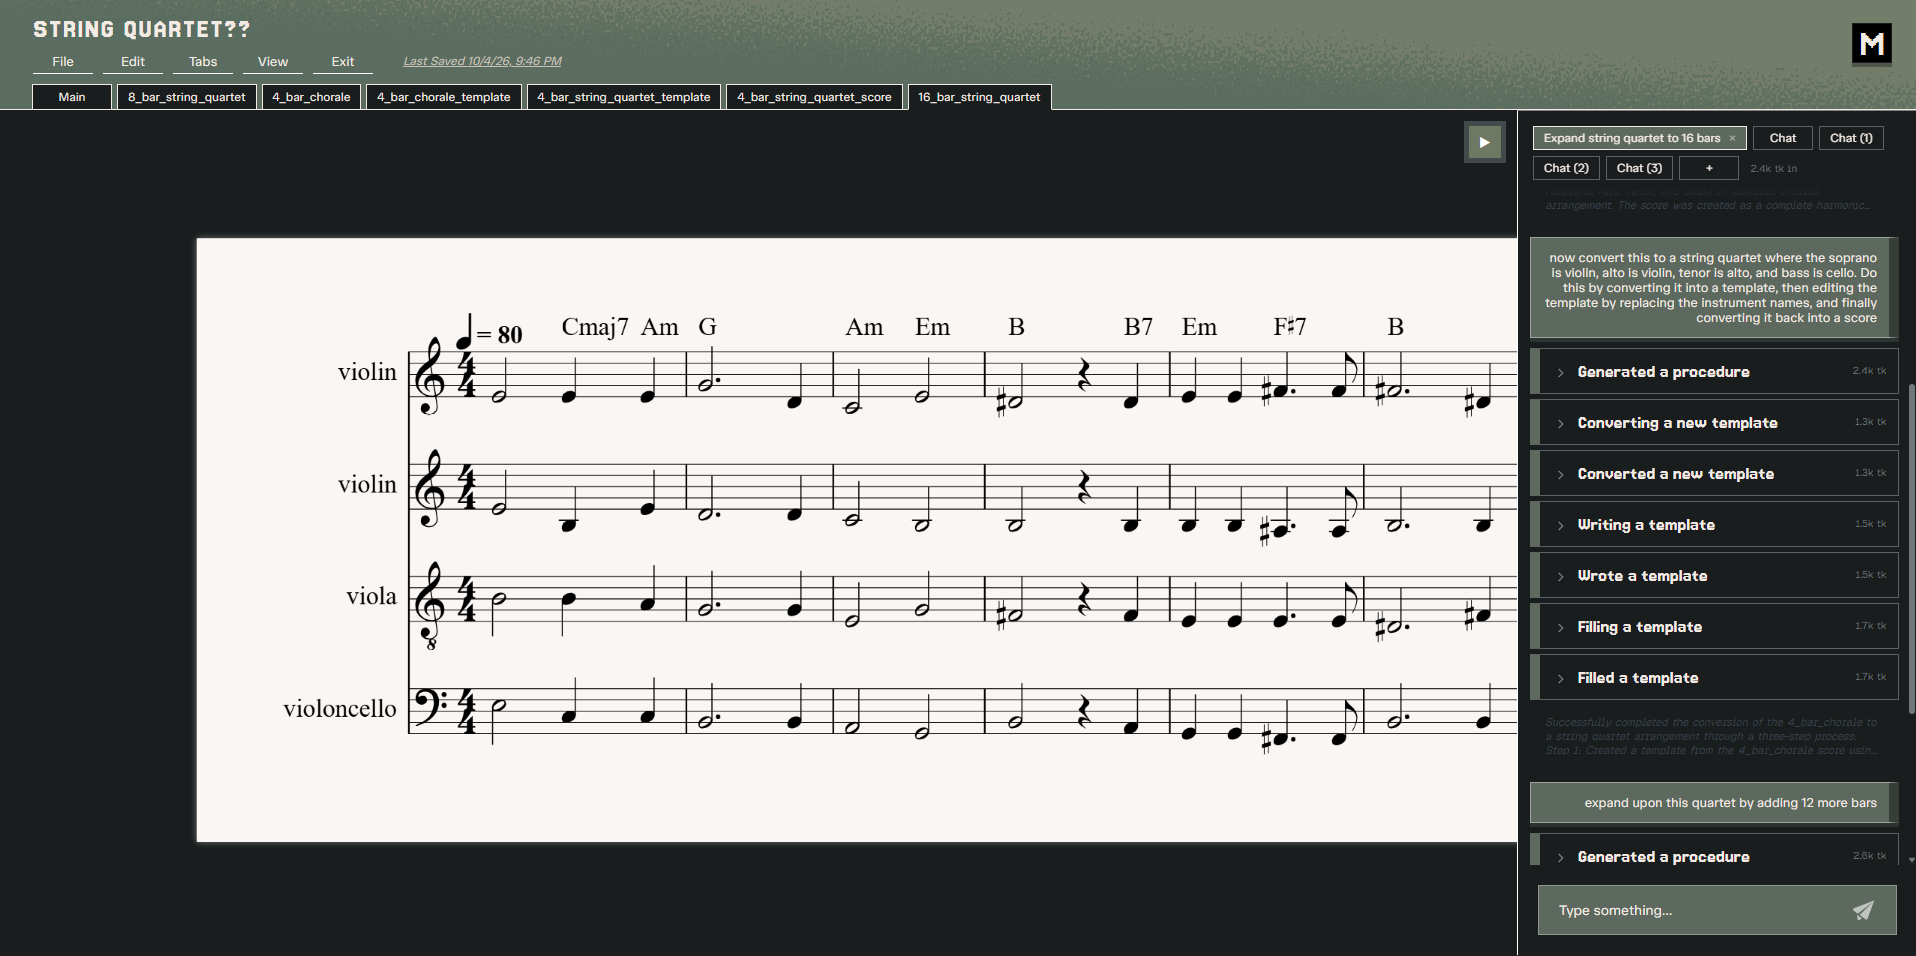 STRING QUARTET??
File Edit Tabs View Exit Last Saved 10/4/26, 9:46 PM
M
Main 8_bar_string_quartet 4_bar_chorale 4_bar_chorale_template 4_bar_string_quartet_template 4_bar_string_quartet_score 16_bar_string_quartet
= 80 Cmaj7 Am G Am Em B B7 Em F♯7 B
violin
violin
viola
violoncello
Expand string quartet to 16 bars × Chat Chat (1)
Chat (2) Chat (3) + 2.4k tk in
arrangement. The score was created as a complete harmonic...
now convert this to a string quartet where the soprano
is violin, alto is violin, tenor is alto, and bass is cello. Do
this by converting it into a template, then editing the
template by replacing the instrument names, and finally
converting it back into a score
Generated a procedure 2.4k tk
Converting a new template 1.3k tk
Converted a new template 1.3k tk
Writing a template 1.5k tk
Wrote a template 1.5k tk
Filling a template 1.7k tk
Filled a template 1.7k tk
Successfully completed the conversion of the 4_bar_chorale to
a string quartet arrangement through a three-step process:
Step 1: Created a template from the 4_bar_chorale score usin...
expand upon this quartet by adding 12 more bars
Generated a procedure 2.6k tk
Type something...